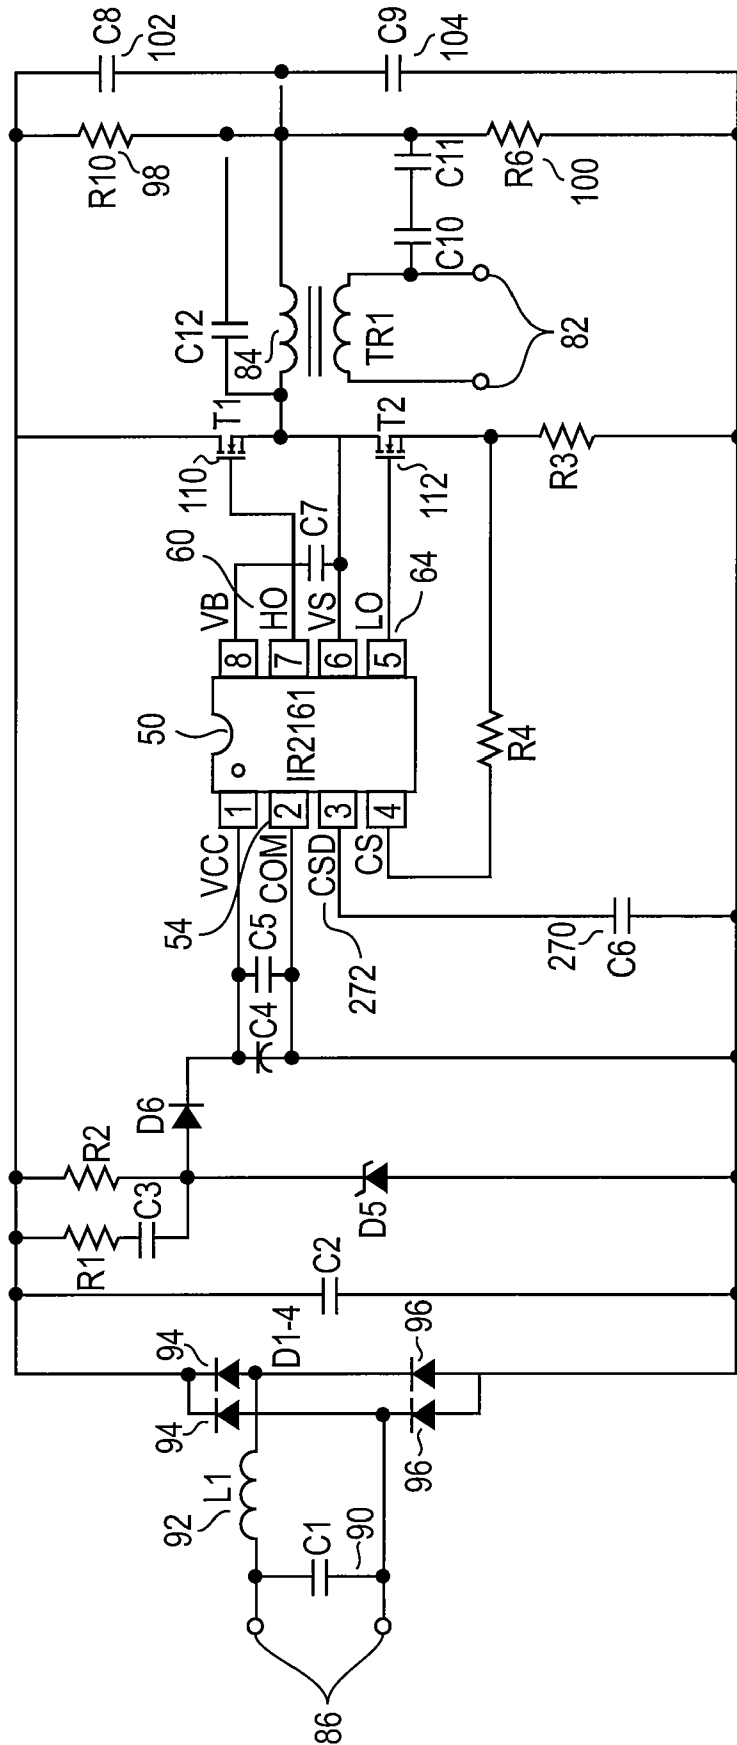 86
C1
90
92
L1
94
94
D1-4
96
96
C2
R1
C3
R2
D6
D5
C4
C5
54
272
270
C6
VCC
COM
CSD
CS
1
2
3
4
50
IR2161
8
7
6
5
VB
HO
VS
LO
60
64
C7
R4
110
T1
112
T2
R3
C12
84
TR1
82
C10
C11
R10
98
R6
100
C8
102
C9
104